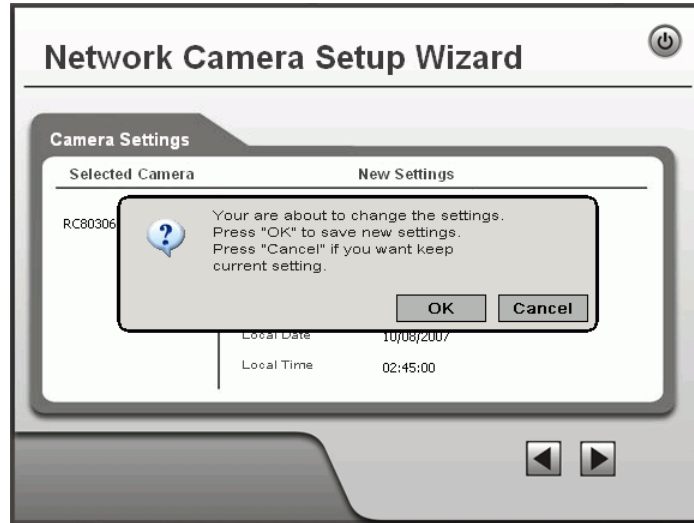 Network Camera Setup Wizard
Camera Settings
Selected Camera New Settings
RC80306
Your are about to change the settings.
Press "OK" to save new settings.
Press "Cancel" if you want keep
current setting.
OK Cancel
Local Date 10/08/2007
Local Time 02:45:00